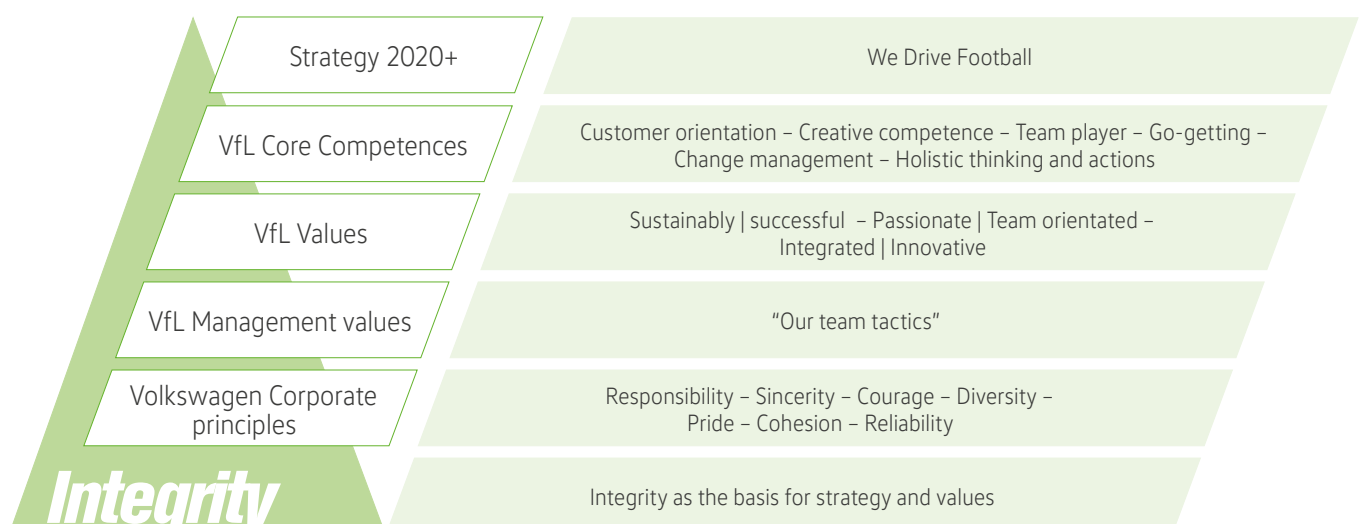 Strategy 2020+
We Drive Football
VfL Core Competences
Customer orientation – Creative competence – Team player – Go-getting –
Change management – Holistic thinking and actions
VfL Values
Sustainably | successful – Passionate | Team orientated –
Integrated | Innovative
VfL Management values
“Our team tactics”
Volkswagen Corporate
principles
Responsibility – Sincerity – Courage – Diversity –
Pride – Cohesion – Reliability
Integrity
Integrity as the basis for strategy and values